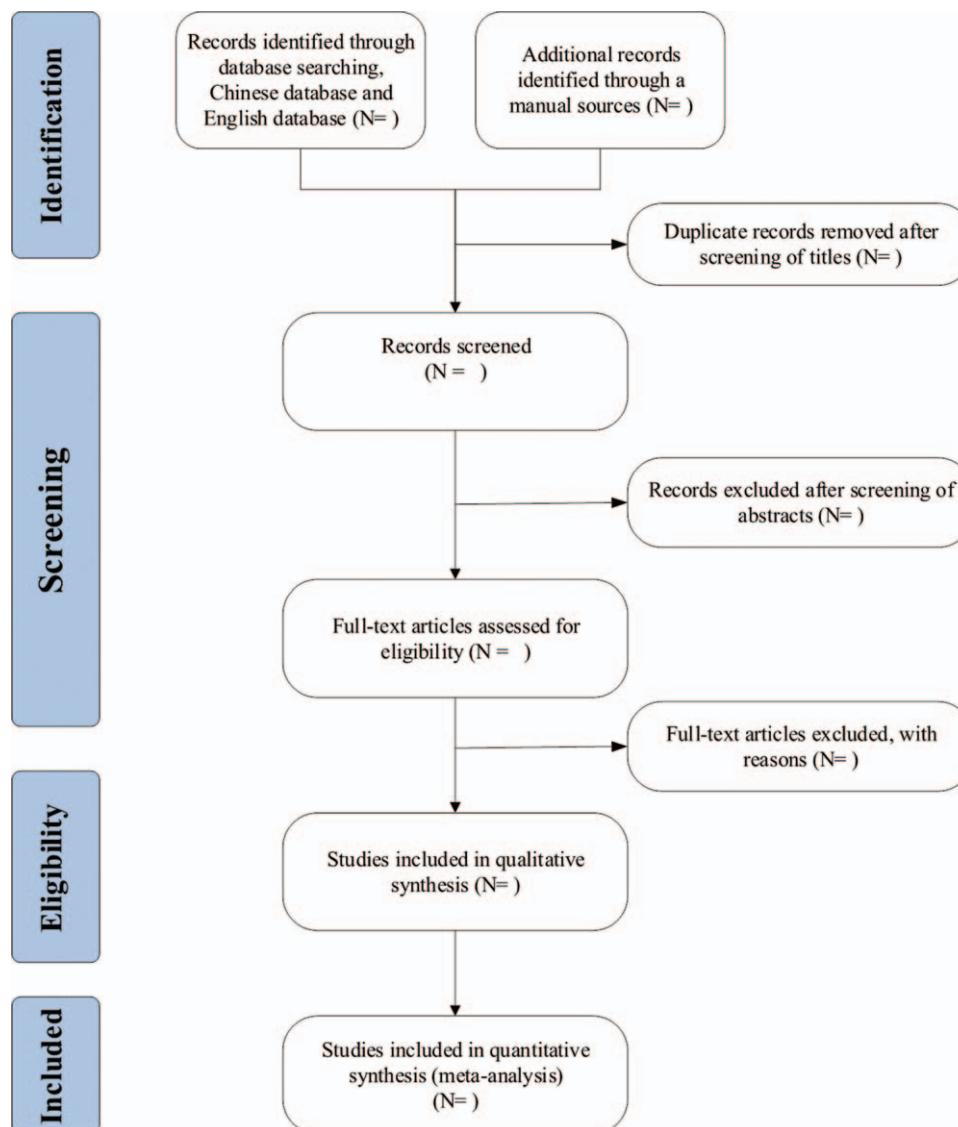 Identification
Records identified through
database searching,
Chinese database and
English database (N= )
Additional records
identified through a
manual sources (N= )
Duplicate records removed after
screening of titles (N= )
Screening
Records screened
(N =   )
Records excluded after screening of
abstracts (N= )
Full-text articles assessed for
eligibility (N =   )
Full-text articles excluded, with
reasons (N= )
Eligibility
Studies included in qualitative
synthesis (N= )
Included
Studies included in quantitative
synthesis (meta-analysis)
(N= )